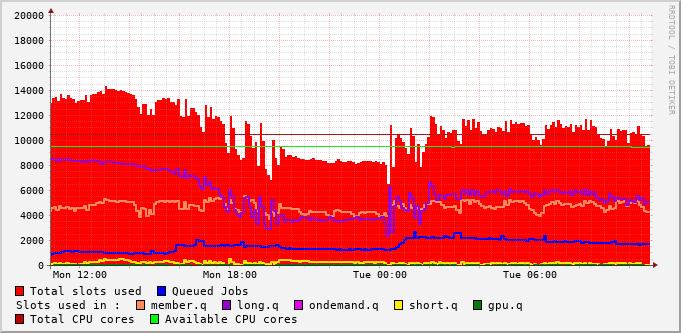 20000
18000
16000
14000
12000
10000
8000
6000
4000
2000
0
Mon 12:00 Mon 18:00 Tue 00:00 Tue 06:00
RRDTOOL / TOBI OETIKER
Total slots used Queued Jobs
Slots used in : member.q long.q ondemand.q short.q gpu.q
Total CPU cores Available CPU cores